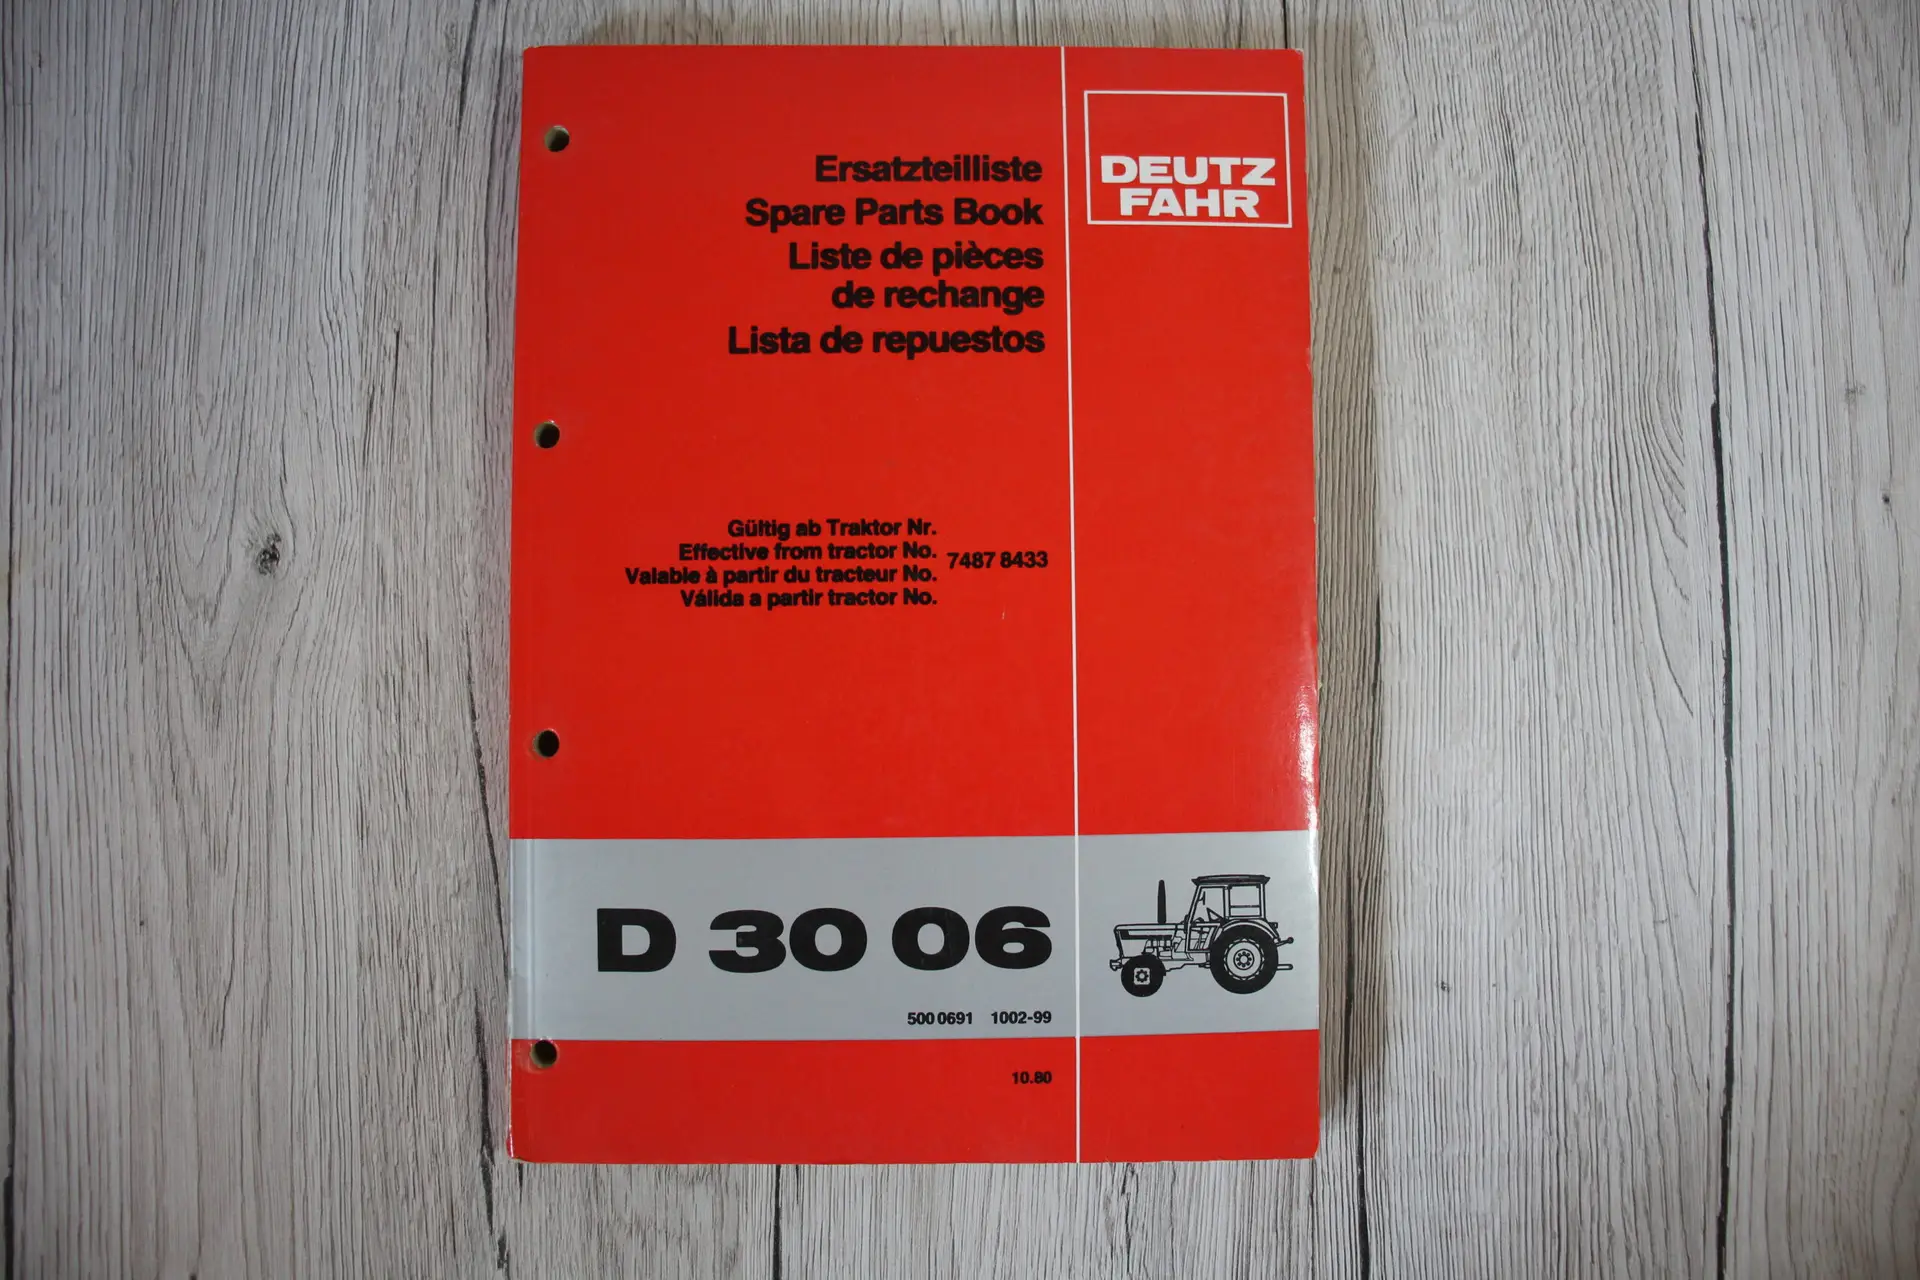 DEUTZ
FAHR
Ersatzteilliste
Spare Parts Book
Liste de pièces
de rechange
Lista de repuestos
Gültig ab Traktor Nr.
Effective from tractor No.
Valable à partir du tracteur No.
Válida a partir tractor No.
7487 8433
D 30 06
500 0691 1002-99
10.80